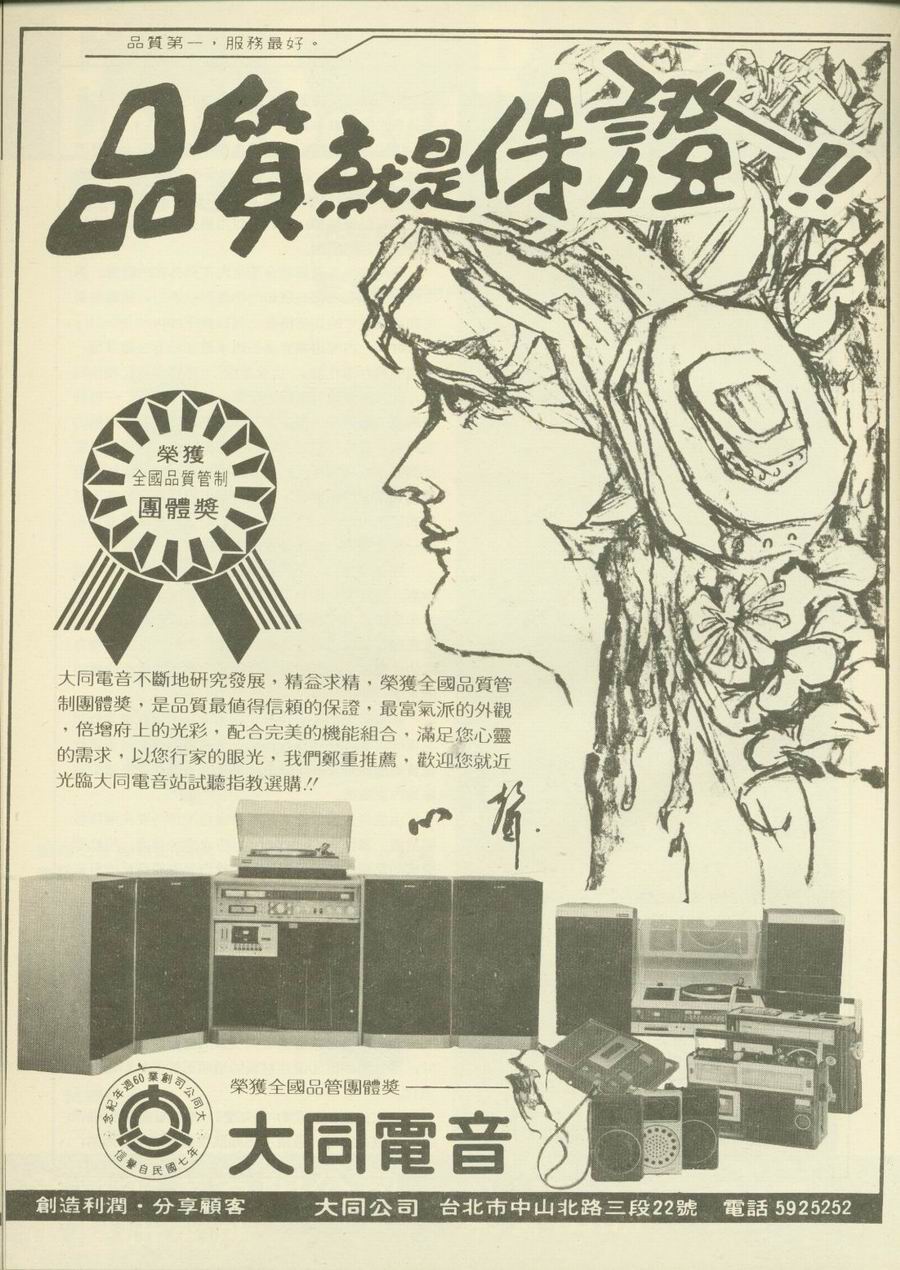 品質第一，服務最好。
品質就是保證!!
榮獲
全國品質管制
團體獎
大同電音不斷地研究發展，精益求精，榮獲全國品質管
制團體獎，是品質最值得信賴的保證，最富氣派的外觀
，倍增府上的光彩，配合完美的機能組合，滿足您心靈
的需求，以您行家的眼光，我們鄭重推薦，歡迎您就近
光臨大同電音站試聽指教選購.!!
大同公司創業60週年紀念
信譽自民國七年
榮獲全國品管團體獎
大同電音
創造利潤・分享顧客 大同公司 台北市中山北路三段22號 電話 5925252